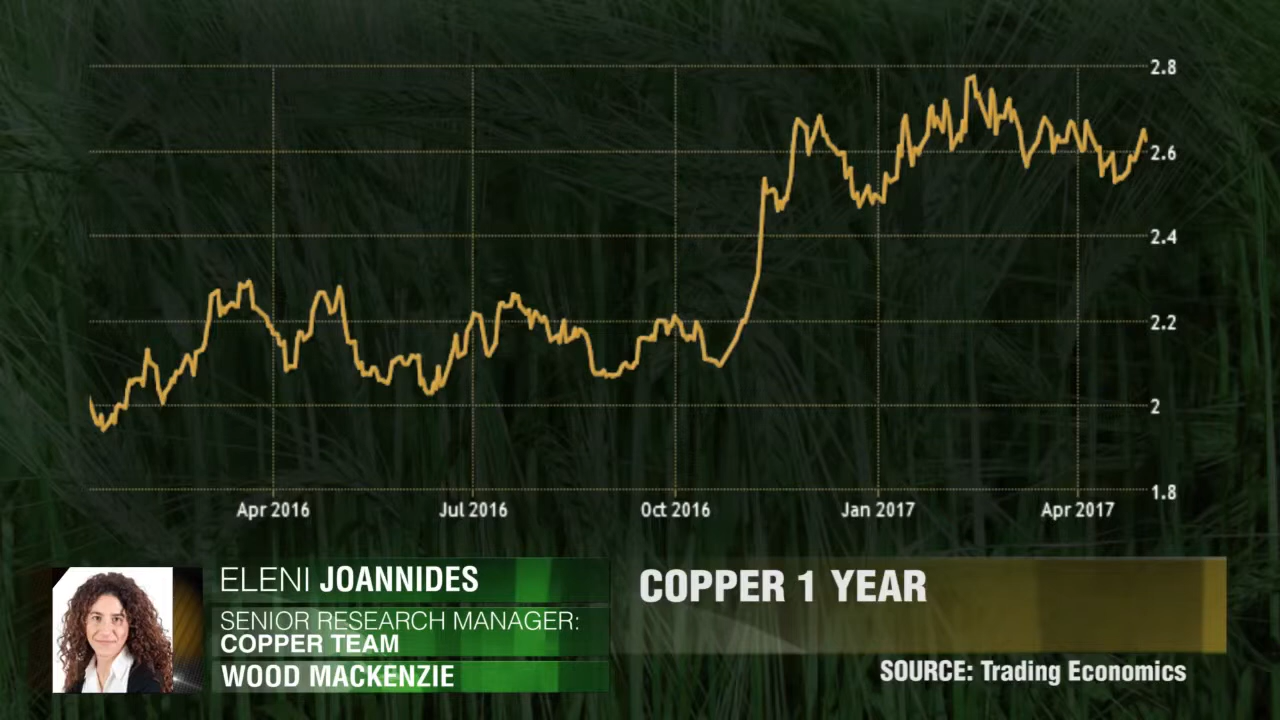 2.8
2.6
2.4
2.2
2
1.8
Apr 2016 Jul 2016 Oct 2016 Jan 2017 Apr 2017
ELENI JOANNIDES
SENIOR RESEARCH MANAGER:
COPPER TEAM
WOOD MACKENZIE
COPPER 1 YEAR
SOURCE: Trading Economics